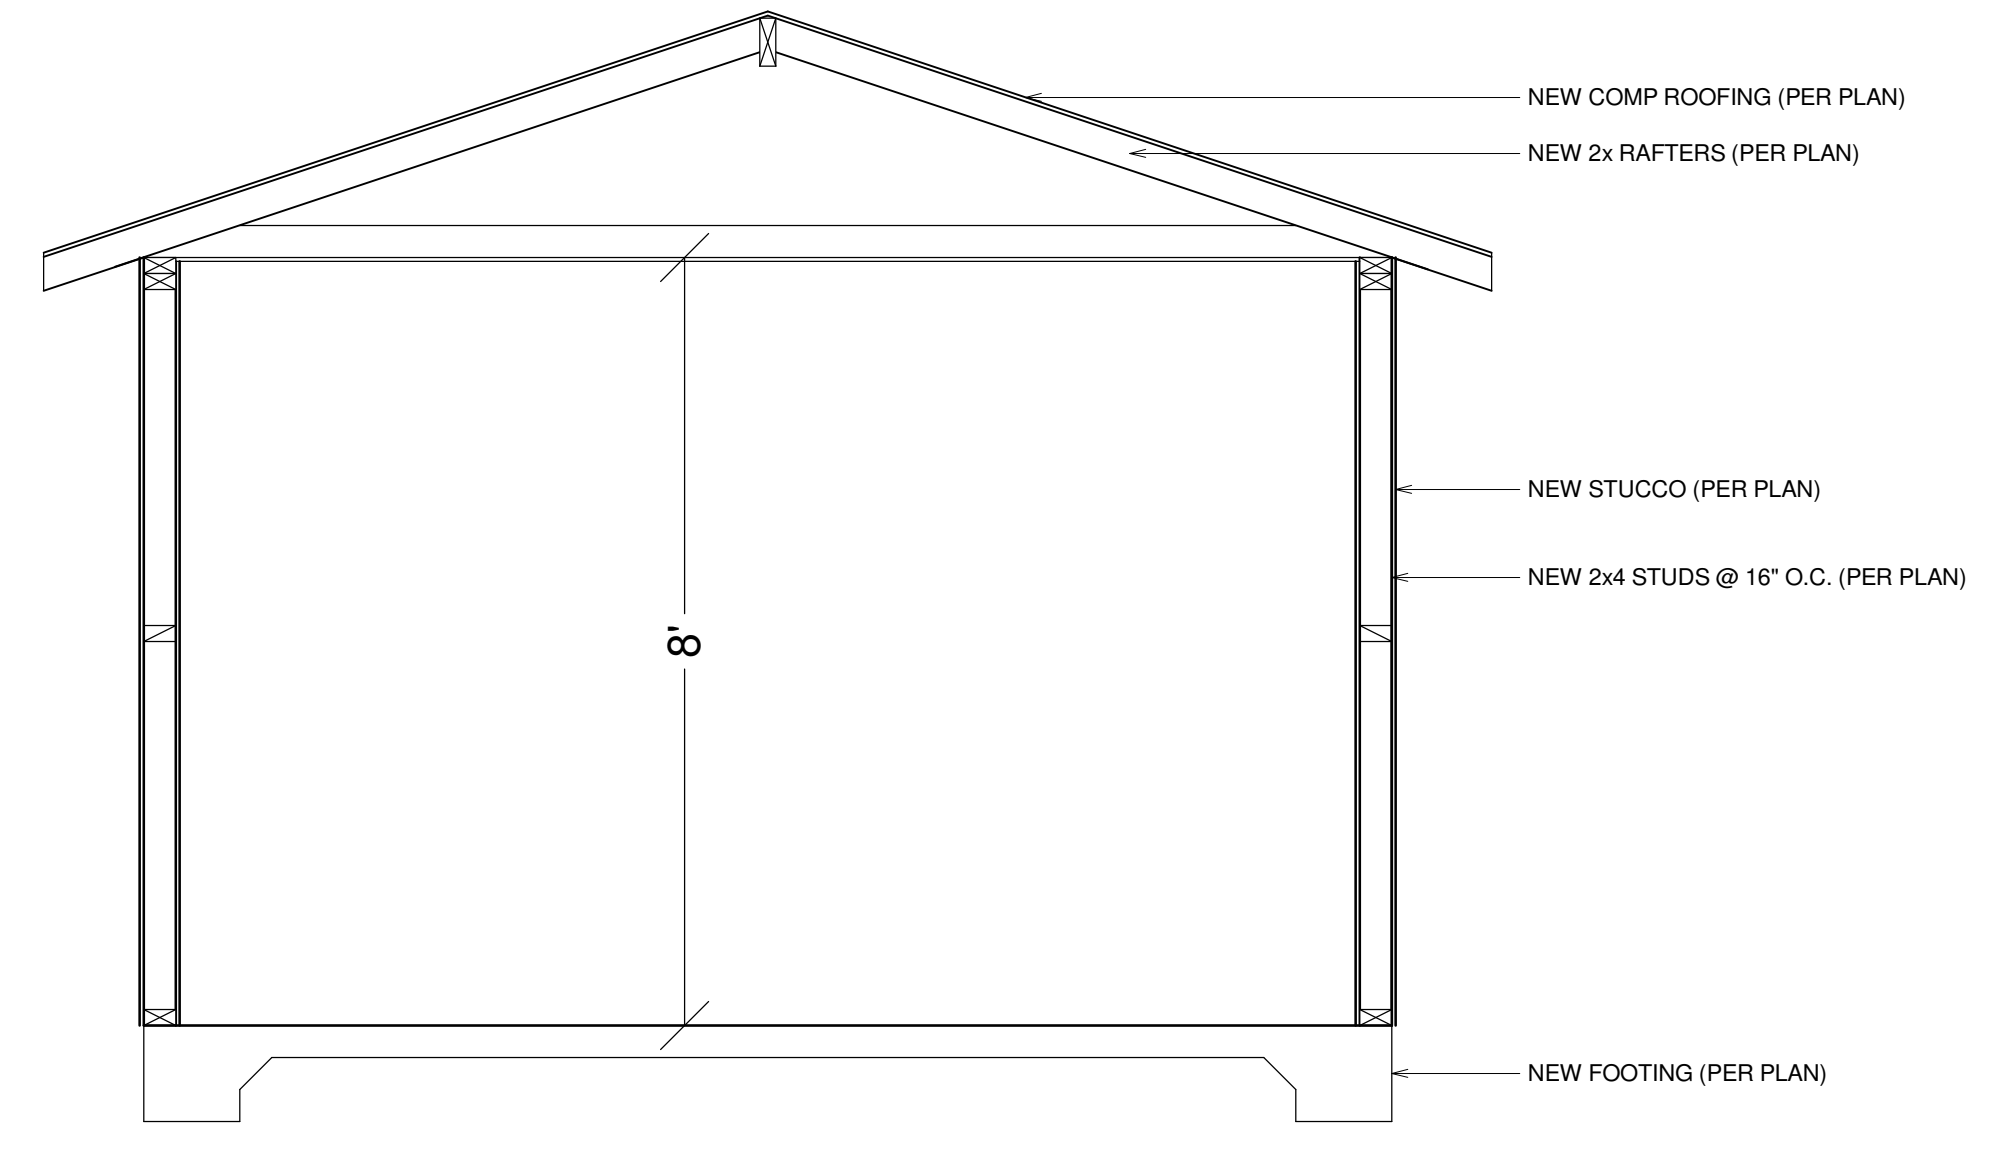 NEW COMP ROOFING (PER PLAN)
NEW 2x RAFTERS (PER PLAN)
NEW STUCCO (PER PLAN)
NEW 2x4 STUDS @ 16" O.C. (PER PLAN)
8'
NEW FOOTING (PER PLAN)